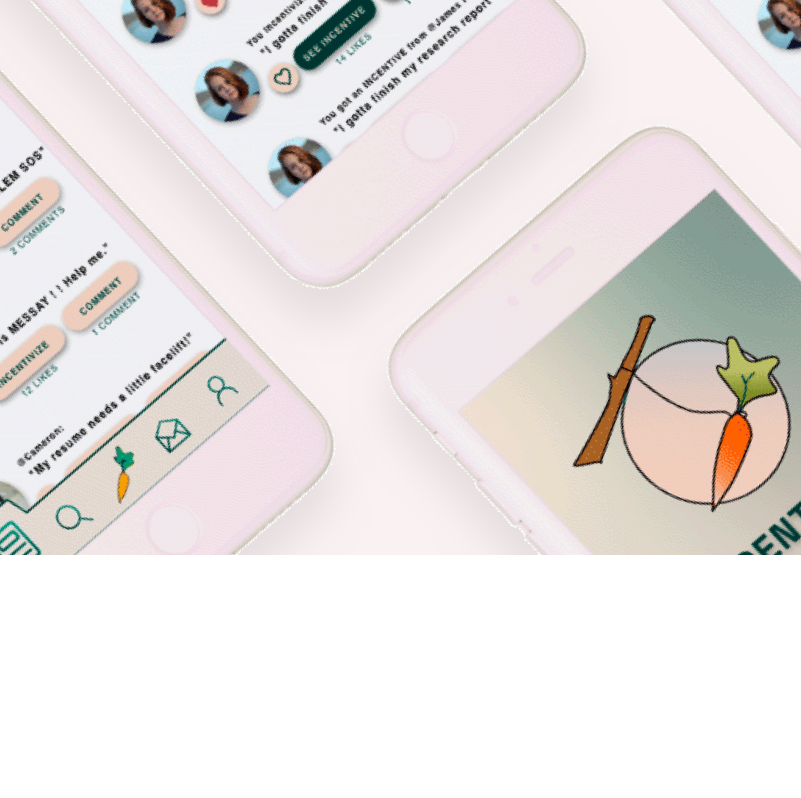 You incentiviz
"I gotta finish
SEE INCENTIVE
14 LIKES
You got an INCENTIVE from @James
"I gotta finish my research report
LEM SOS"
COMMENT
2 COMMENTS
is MESSAY ! ! Help me."
COMMENT
1 COMMENT
INCENTIVIZE
12 LIKES
@Cameron:
"My resume needs a little facelift!"
DENT